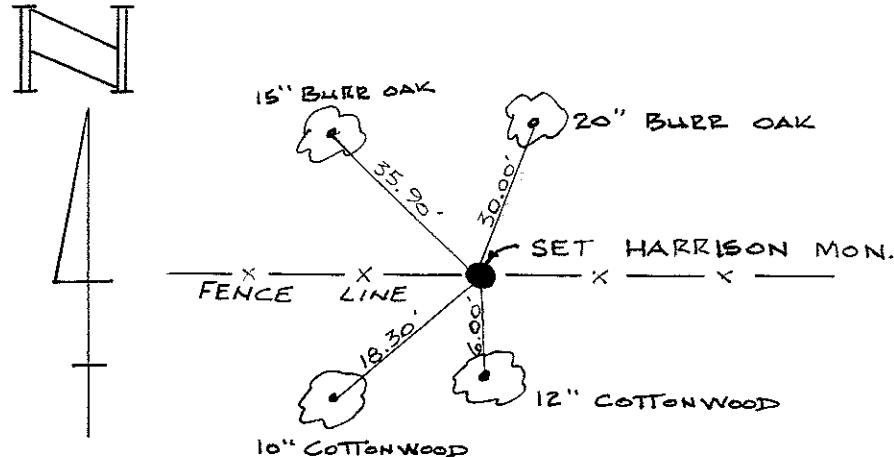 N
15" BURR OAK
20" BURR OAK
35.90'
30.00'
SET HARRISON MON.
FENCE LINE
18.30'
6.00'
12" COTTONWOOD
10" COTTONWOOD